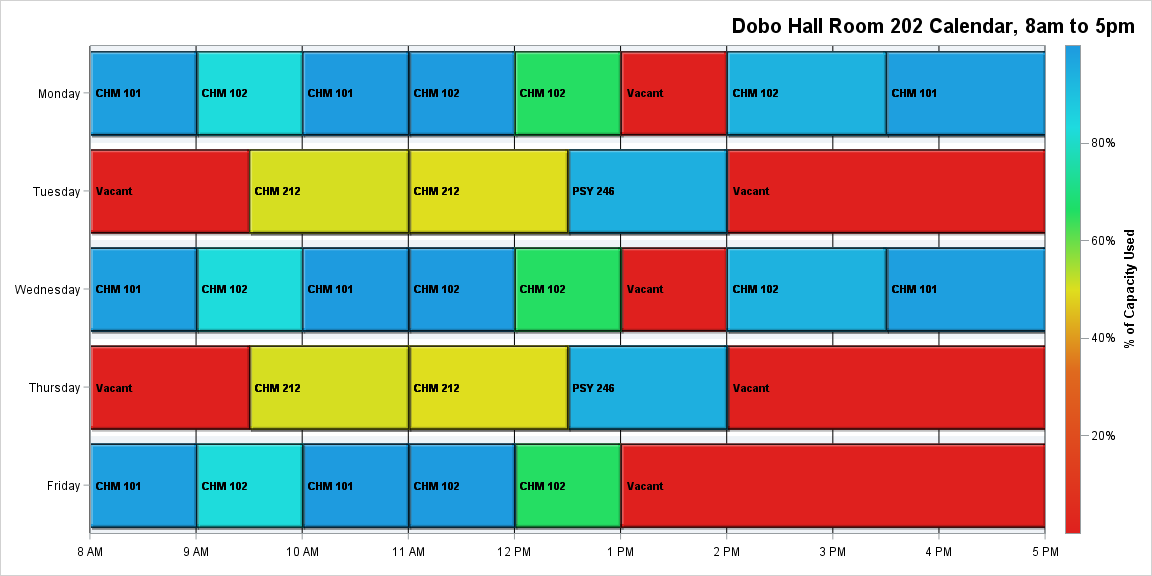 Dobo Hall Room 202 Calendar, 8am to 5pm
Monday
CHM 101
CHM 102
CHM 101
CHM 102
CHM 102
Vacant
CHM 102
CHM 101
Tuesday
Vacant
CHM 212
CHM 212
PSY 246
Vacant
Wednesday
CHM 101
CHM 102
CHM 101
CHM 102
CHM 102
Vacant
CHM 102
CHM 101
Thursday
Vacant
CHM 212
CHM 212
PSY 246
Vacant
Friday
CHM 101
CHM 102
CHM 101
CHM 102
CHM 102
Vacant
8 AM
9 AM
10 AM
11 AM
12 PM
1 PM
2 PM
3 PM
4 PM
5 PM
80%
60%
40%
20%
% of Capacity Used